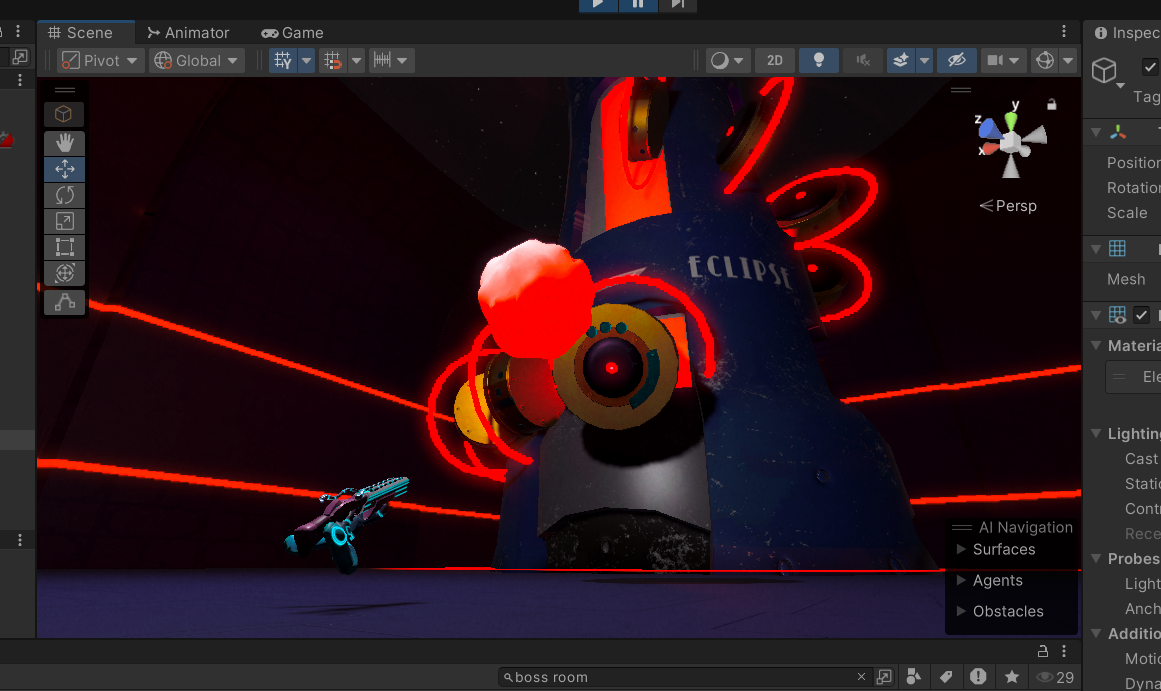 Scene
Animator
Game
Inspec
Pivot
Global
2D
Tag
y
z
x
Persp
Position
Rotation
Scale
ECLIPSE
Mesh
Materia
Ele
Lighting
Cast
Static
Contr
Rece
AI Navigation
Surfaces
Agents
Obstacles
Probes
Light
Anch
Additio
Motio
Dyna
boss room
29